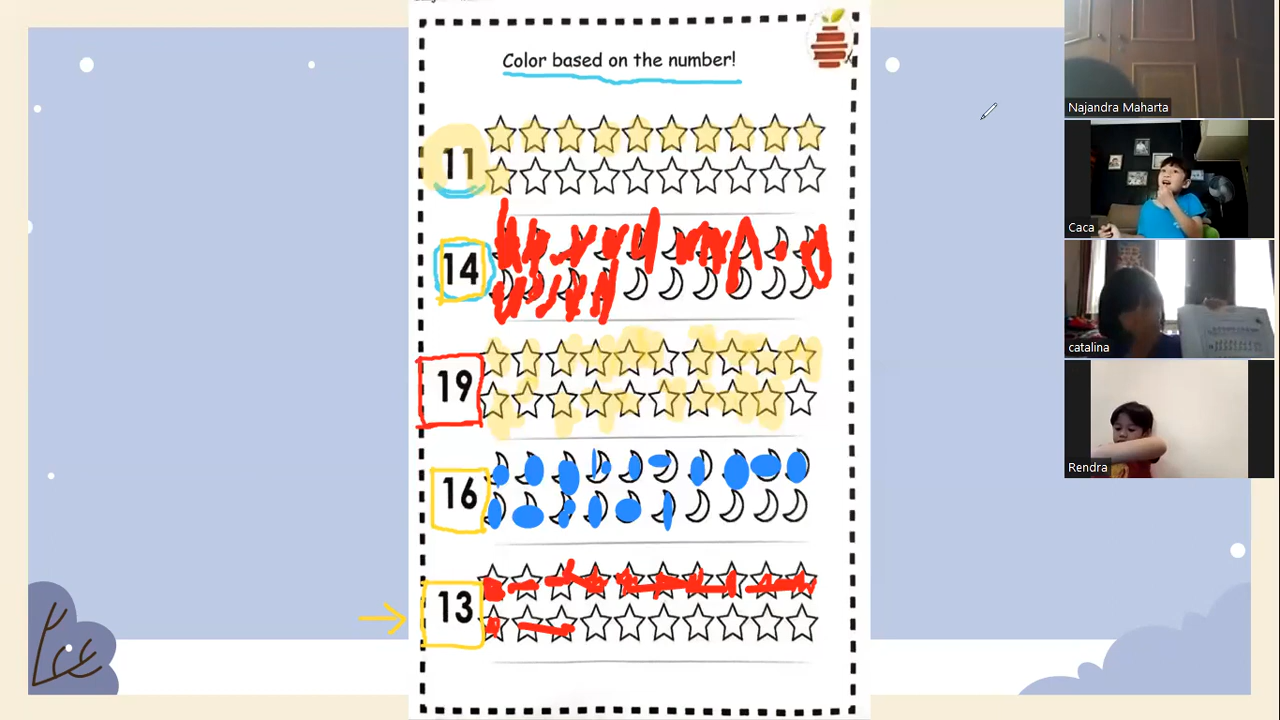 Color based on the number!
11
14
19
16
13
Najandra Maharta
Caca
catalina
Rendra